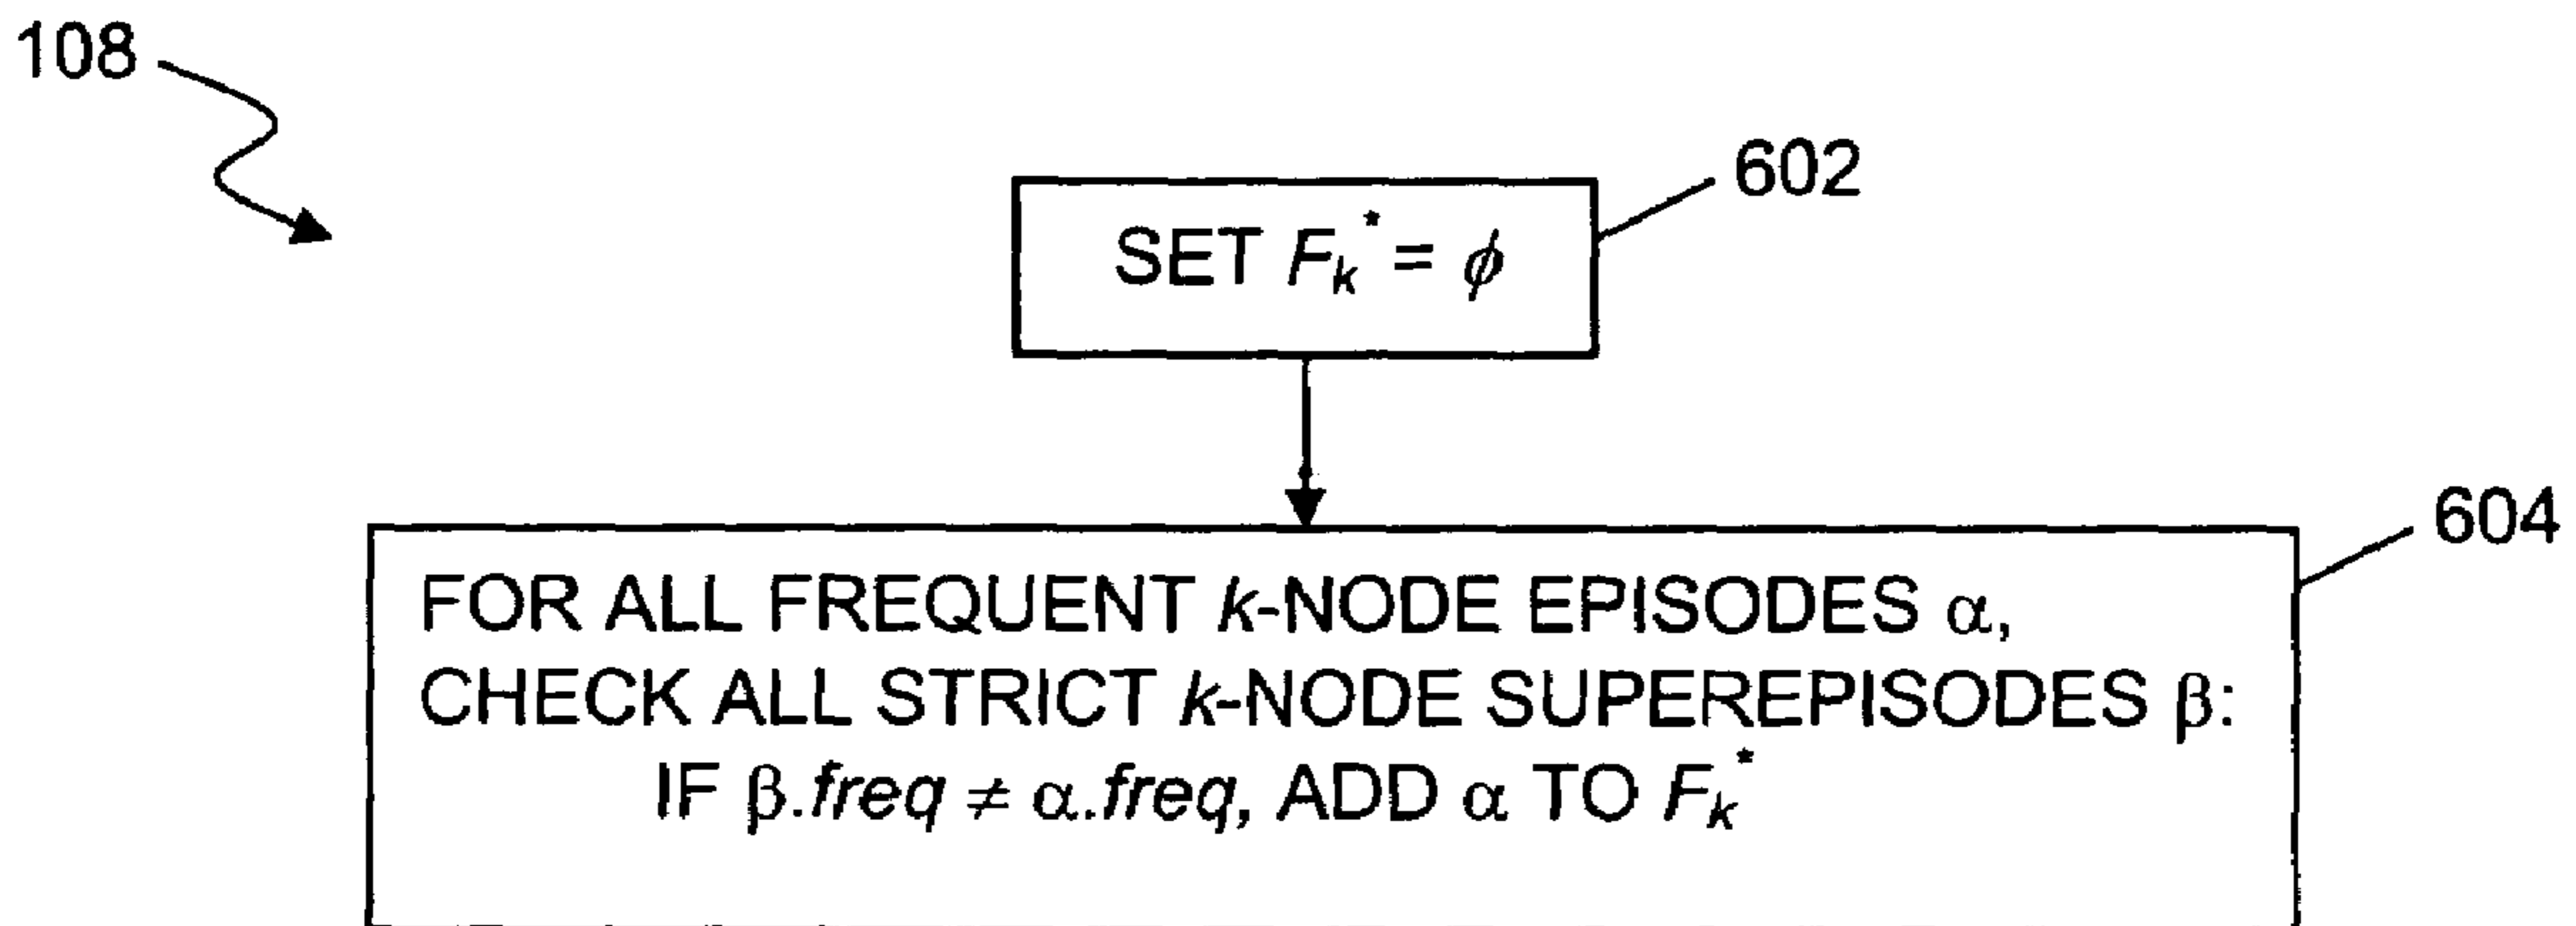 108
602
SET Fk* = ϕ
604
FOR ALL FREQUENT k-NODE EPISODES α,
CHECK ALL STRICT k-NODE SUPEREPISODES β:
IF β.freq ≠ α.freq, ADD α TO Fk*